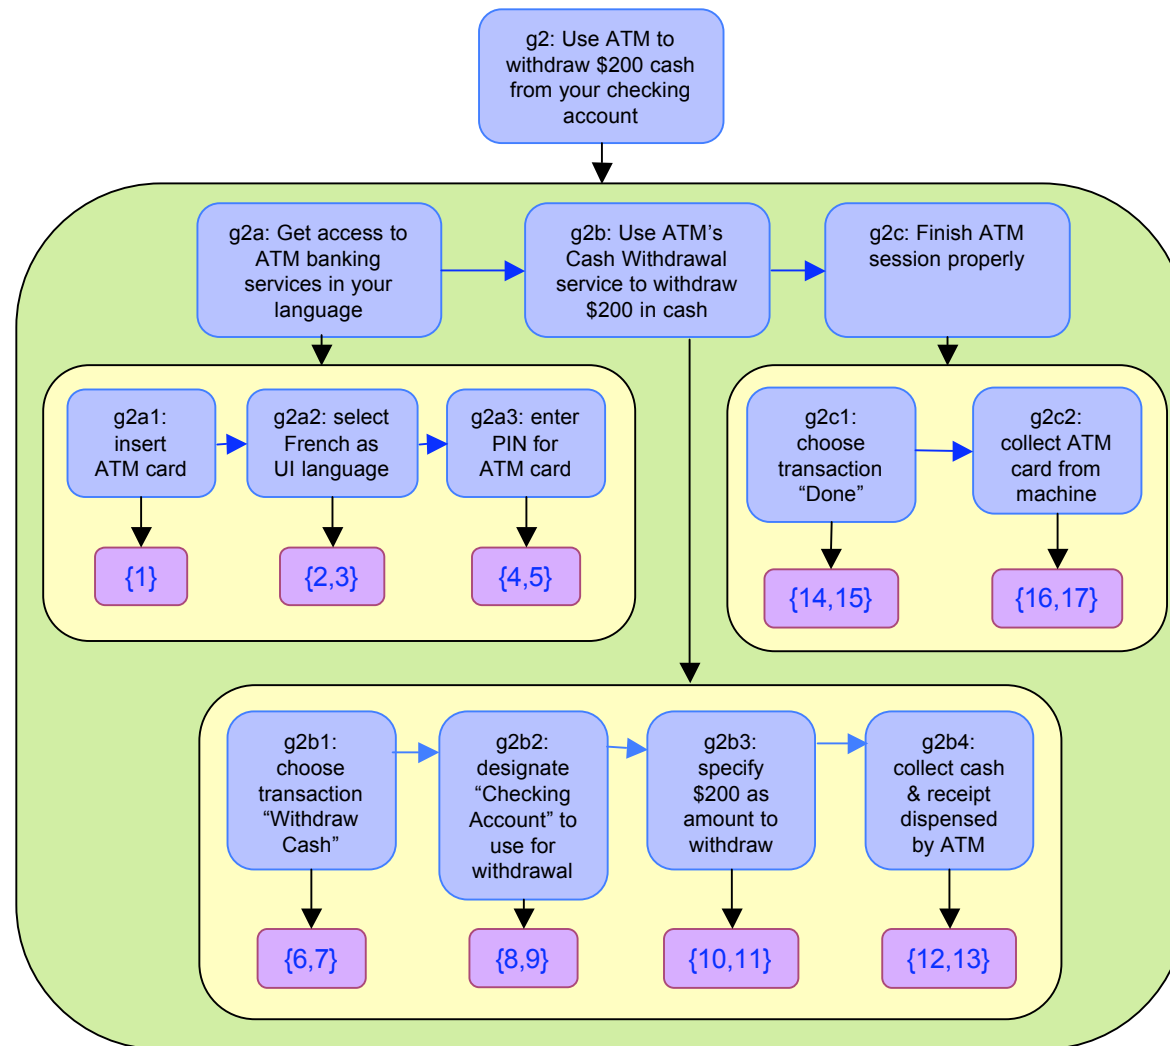 g2: Use ATM to
withdraw $200 cash
from your checking
account
g2a: Get access to
ATM banking
services in your
language
g2b: Use ATM’s
Cash Withdrawal
service to withdraw
$200 in cash
g2c: Finish ATM
session properly
g2a1:
insert
ATM card
g2a2: select
French as
UI language
g2a3: enter
PIN for
ATM card
{1}
{2,3}
{4,5}
g2c1:
choose
transaction
“Done”
g2c2:
collect ATM
card from
machine
{14,15}
{16,17}
g2b1:
choose
transaction
“Withdraw
Cash”
g2b2:
designate
“Checking
Account” to
use for
withdrawal
g2b3:
specify
$200 as
amount to
withdraw
g2b4:
collect cash
& receipt
dispensed
by ATM
{6,7}
{8,9}
{10,11}
{12,13}